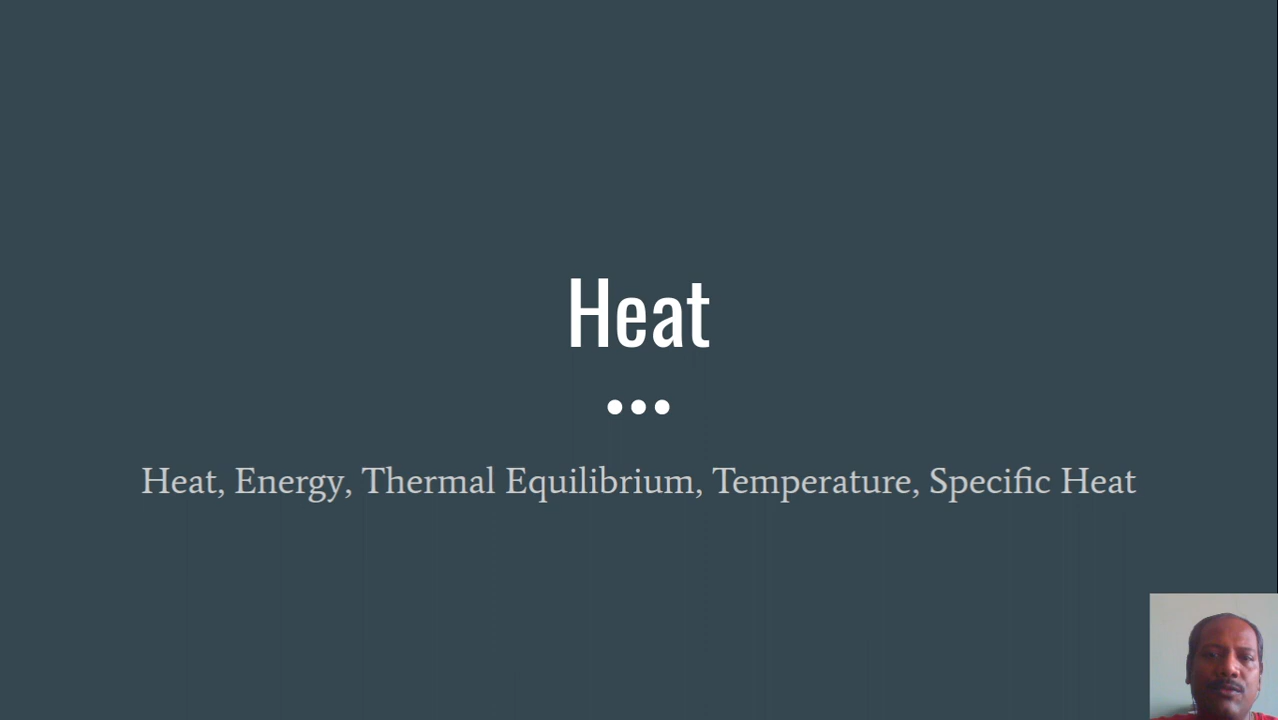 Heat
Heat, Energy, Thermal Equilibrium, Temperature, Specific Heat